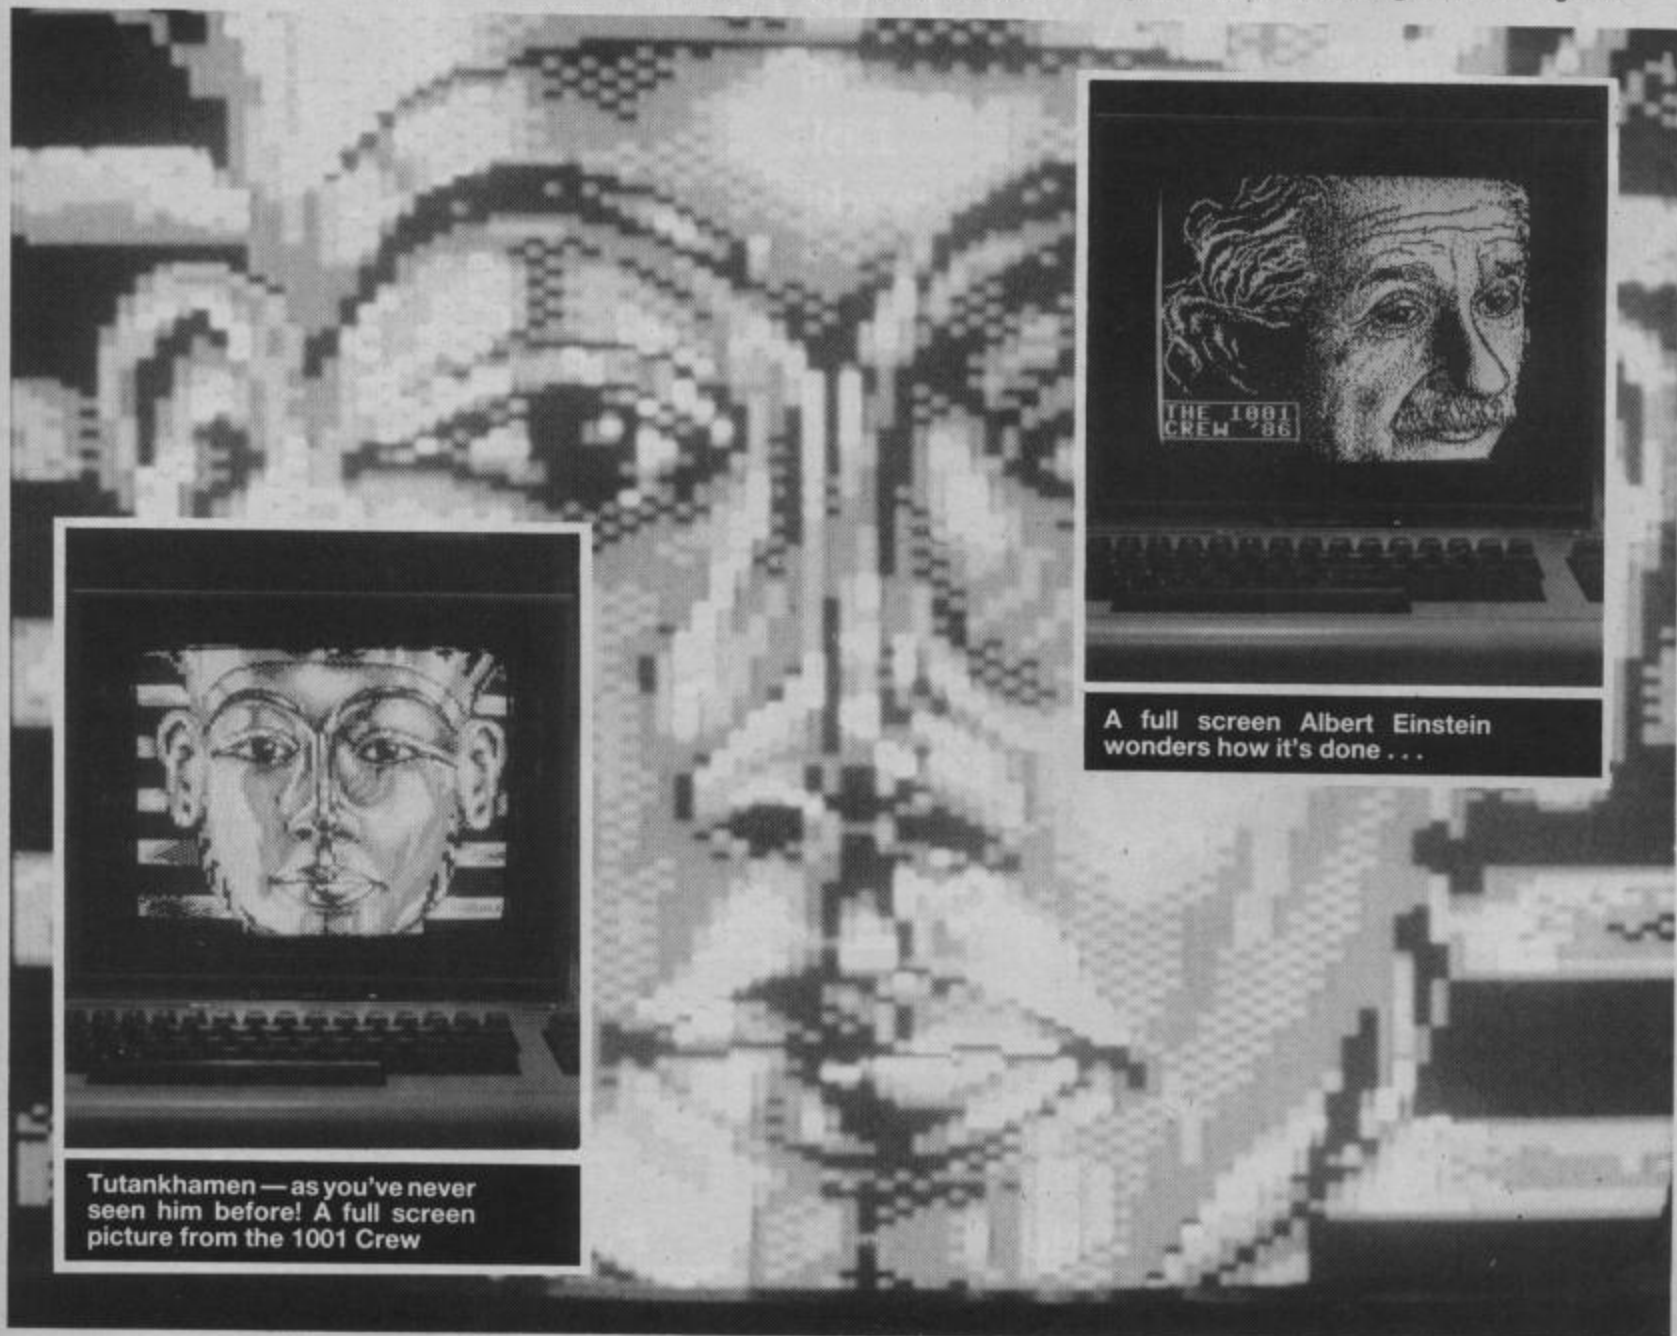 THE 1001
CREW '86
A full screen Albert Einstein
wonders how it's done . . .
Tutankhamen — as you've never
seen him before! A full screen
picture from the 1001 Crew